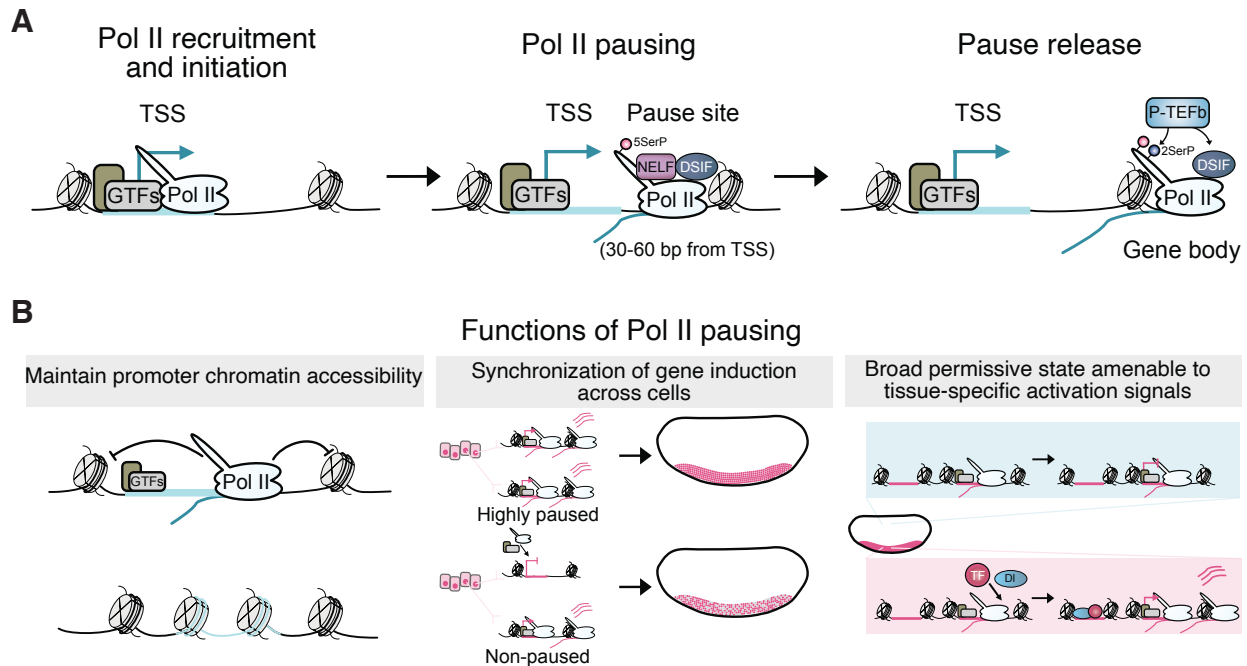 A
Pol II recruitment
and initiation
TSS
GTFs
Pol II
Pol II pausing
TSS
Pause site
5SerP
NELF
DSIF
GTFs
Pol II
(30-60 bp from TSS)
Pause release
TSS
P-TEFb
2SerP
DSIF
GTFs
Pol II
Gene body
B
Functions of Pol II pausing
Maintain promoter chromatin accessibility
GTFs
Pol II
Synchronization of gene induction
across cells
Highly paused
Non-paused
Broad permissive state amenable to
tissue-specific activation signals
TF
Dl